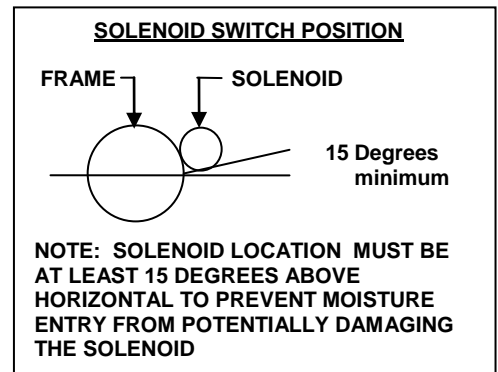 SOLENOID SWITCH POSITION
FRAME
SOLENOID
15 Degrees
minimum
NOTE: SOLENOID LOCATION MUST BE
AT LEAST 15 DEGREES ABOVE
HORIZONTAL TO PREVENT MOISTURE
ENTRY FROM POTENTIALLY DAMAGING
THE SOLENOID